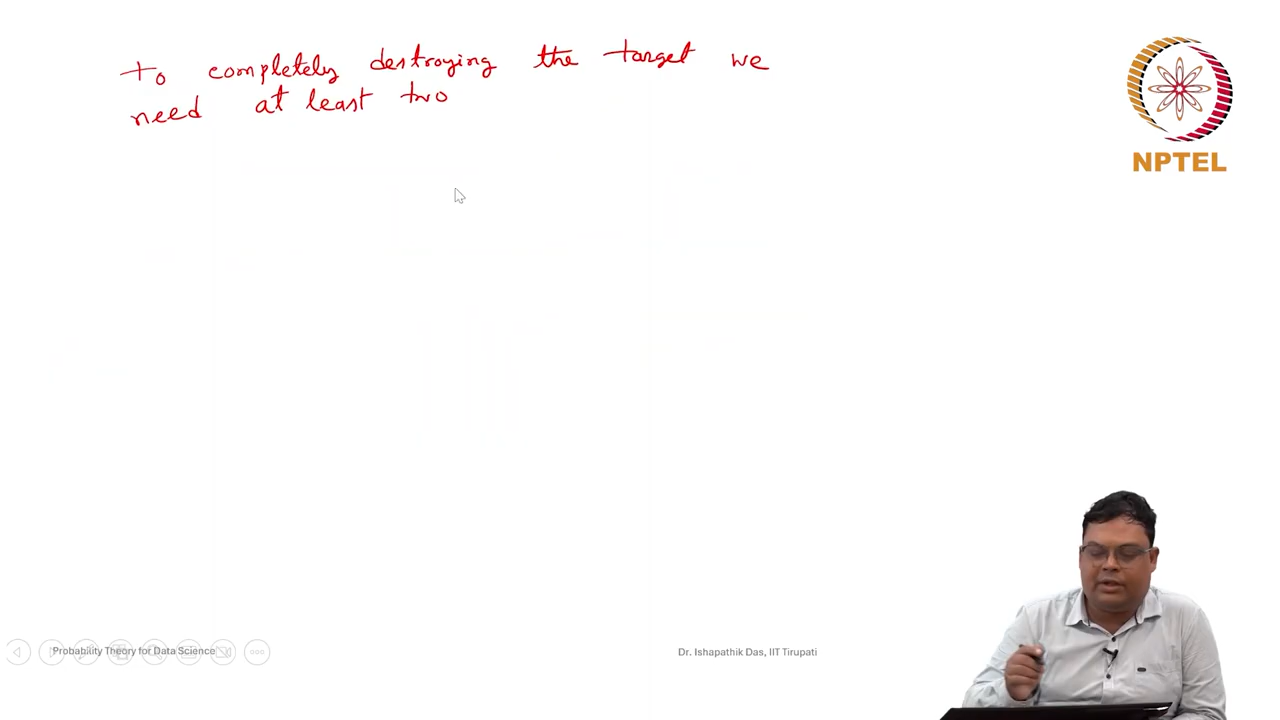 to completely destroying the target we
need at least two
NPTEL
Probability Theory for Data Science
Dr. Ishapathik Das, IIT Tirupati